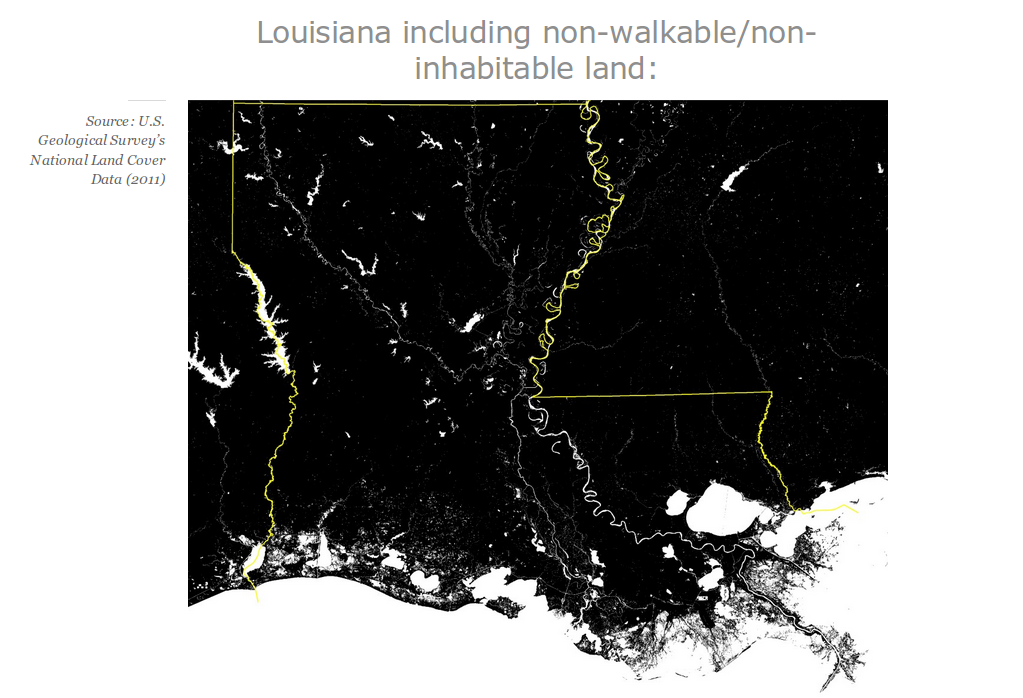 Louisiana including non-walkable/non-
inhabitable land:
Source: U.S.
Geological Survey's
National Land Cover
Data (2011)